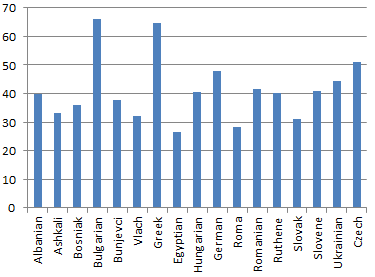 70
60
50
40
30
20
10
0
Albanian
Ashkali
Bosniak
Bulgarian
Bunjevci
Vlach
Greek
Egyptian
Hungarian
German
Roma
Romanian
Ruthene
Slovak
Slovene
Ukrainian
Czech